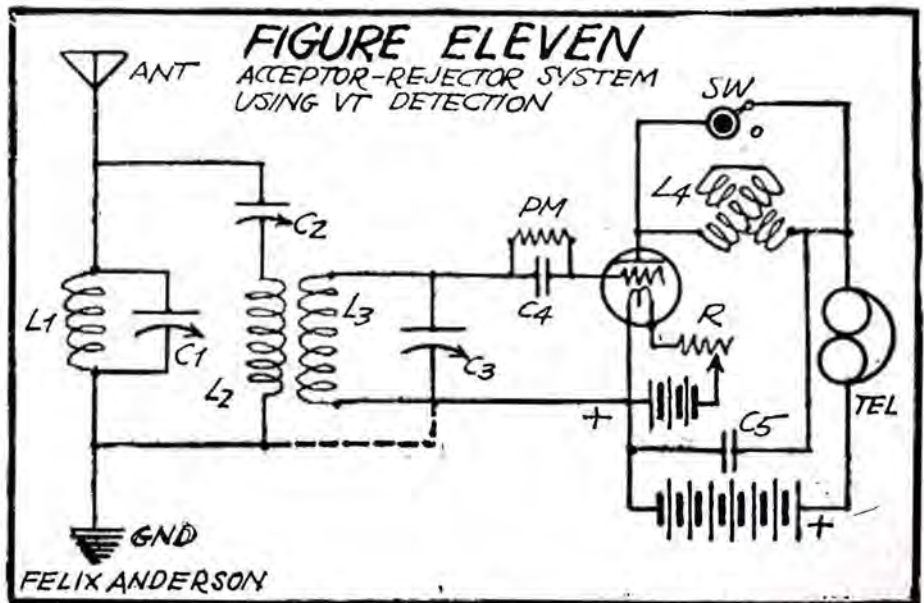 FIGURE ELEVEN
ACCEPTOR-REJECTOR SYSTEM
USING VT DETECTION
ANT
SW
L4
C2
PM
C4
R
L1
C1
L2
L3
C3
+
C5
TEL
+
GND
FELIX ANDERSON